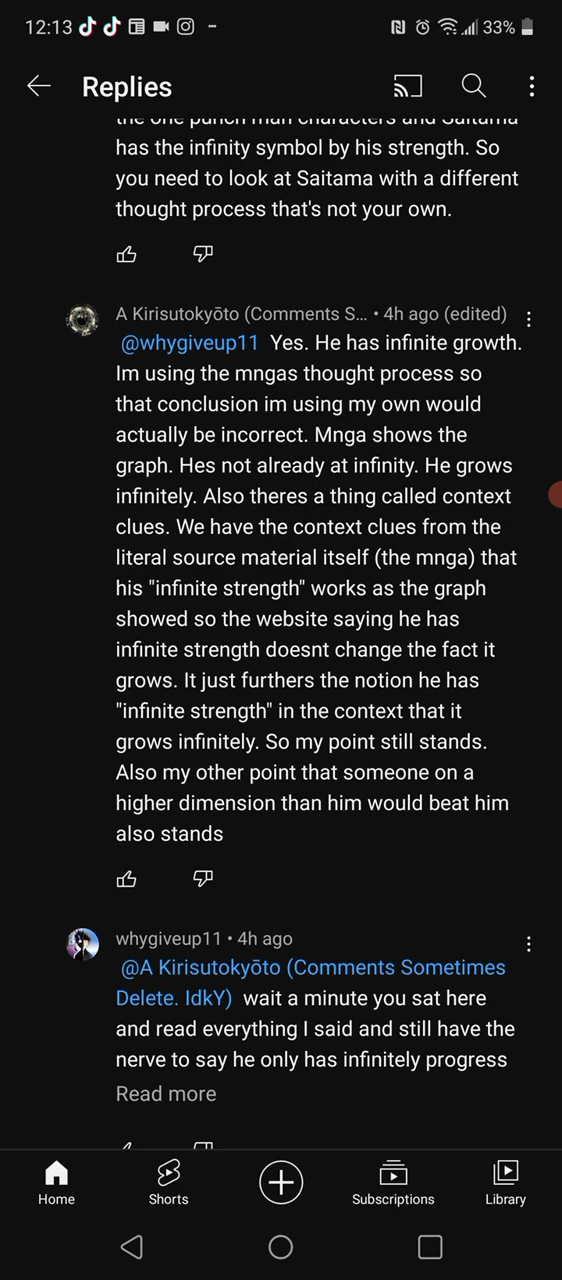 12:13
33%
Replies
the one punch man characters and Saitama
has the infinity symbol by his strength. So
you need to look at Saitama with a different
thought process that's not your own.
A Kirisutokyōto (Comments S... • 4h ago (edited)
@whygiveup11 Yes. He has infinite growth.
Im using the mngas thought process so
that conclusion im using my own would
actually be incorrect. Mnga shows the
graph. Hes not already at infinity. He grows
infinitely. Also theres a thing called context
clues. We have the context clues from the
literal source material itself (the mnga) that
his "infinite strength" works as the graph
showed so the website saying he has
infinite strength doesnt change the fact it
grows. It just furthers the notion he has
"infinite strength" in the context that it
grows infinitely. So my point still stands.
Also my other point that someone on a
higher dimension than him would beat him
also stands
whygiveup11 • 4h ago
@A Kirisutokyōto (Comments Sometimes
Delete. IdkY) wait a minute you sat here
and read everything I said and still have the
nerve to say he only has infinitely progress
Read more
Home
Shorts
Subscriptions
Library